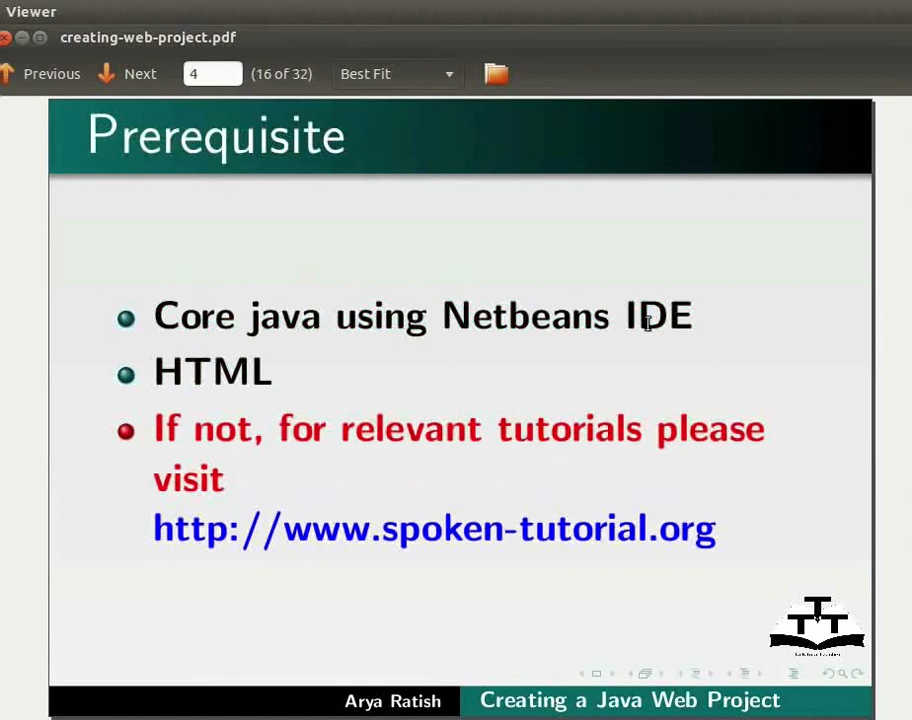 Viewer
creating-web-project.pdf
Previous Next 4 (16 of 32) Best Fit
Prerequisite
Core java using Netbeans IDE
HTML
If not, for relevant tutorials please
visit
http://www.spoken-tutorial.org
TTT
Arya Ratish Creating a Java Web Project